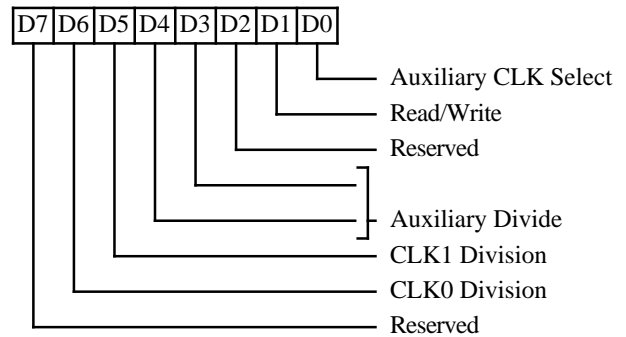 D7 D6 D5 D4 D3 D2 D1 D0
Auxiliary CLK Select
Read/Write
Reserved
Auxiliary Divide
CLK1 Division
CLK0 Division
Reserved